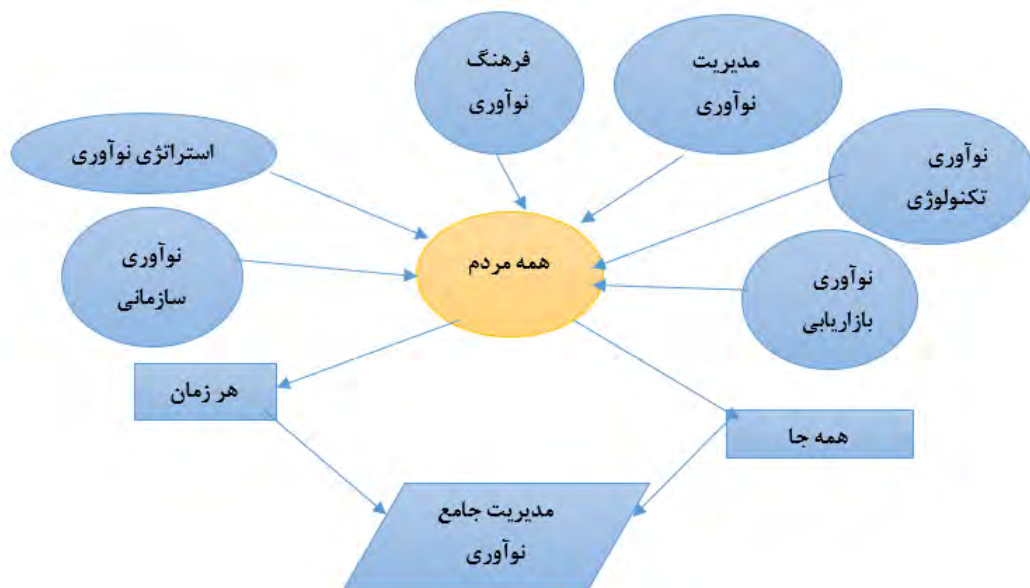 فرهنگ
نوآوری
مدیریت
نوآوری
استراتژی نوآوری
نوآوری
تکنولوژی
نوآوری
سازمانی
همه مردم
نوآوری
بازاریابی
هر زمان
همه جا
مدیریت جامع
نوآوری